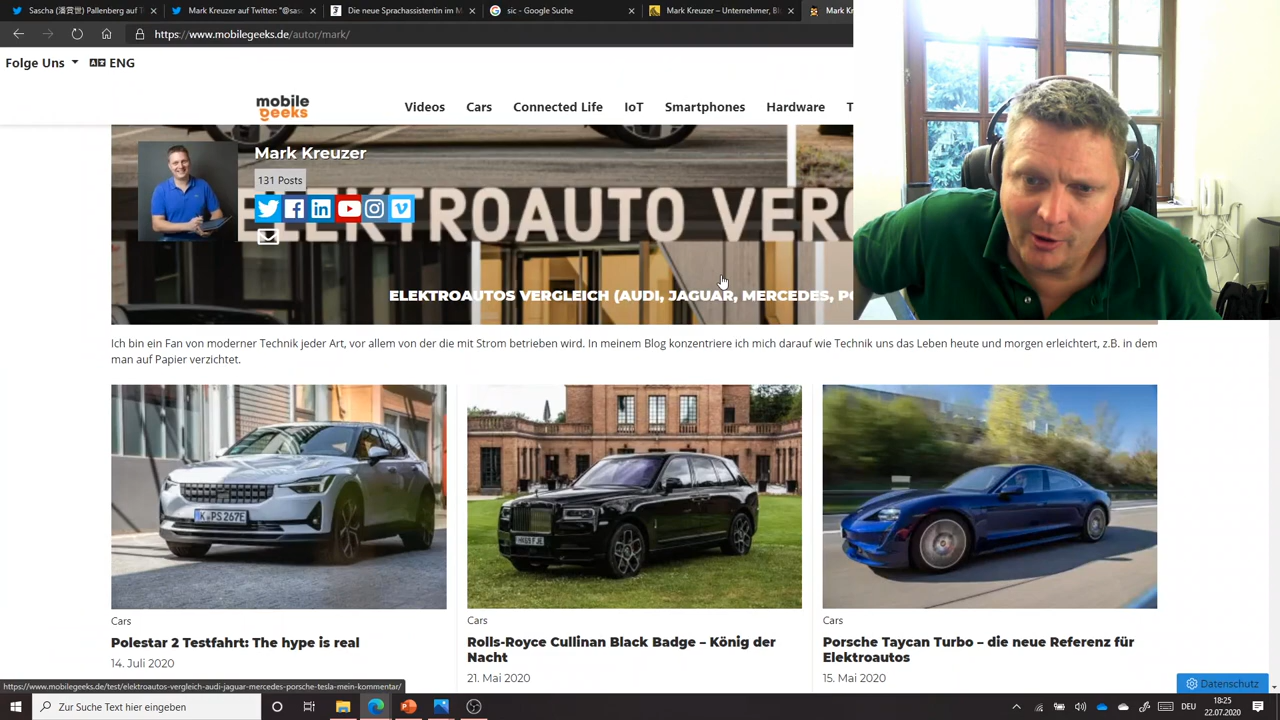 Sascha (潘賞世) Pallenberg auf T
Mark Kreuzer auf Twitter: "@sas
Die neue Sprachassistentin im M
sic - Google Suche
Mark Kreuzer – Unternehmer, Bl
Mark Kr
https://www.mobilegeeks.de/autor/mark/
Folge Uns ENG
mobile
geeks
Videos Cars Connected Life IoT Smartphones Hardware T
ELEKTROAUTO VERG
Mark Kreuzer
131 Posts
ELEKTROAUTOS VERGLEICH (AUDI, JAGUAR, MERCEDES, PO
Ich bin ein Fan von moderner Technik jeder Art, vor allem von der die mit Strom betrieben wird. In meinem Blog konzentriere ich mich darauf wie Technik uns das Leben heute und morgen erleichtert, z.B. in dem
man auf Papier verzichtet.
K PS 267E
Cars
Polestar 2 Testfahrt: The hype is real
14. Juli 2020
Cars
Rolls-Royce Cullinan Black Badge – König der
Nacht
21. Mai 2020
Cars
Porsche Taycan Turbo – die neue Referenz für
Elektroautos
15. Mai 2020
https://www.mobilegeeks.de/test/elektroautos-vergleich-audi-jaguar-mercedes-porsche-tesla-mein-kommentar/
Datenschutz
Zur Suche Text hier eingeben
DEU
18:25
22.07.2020